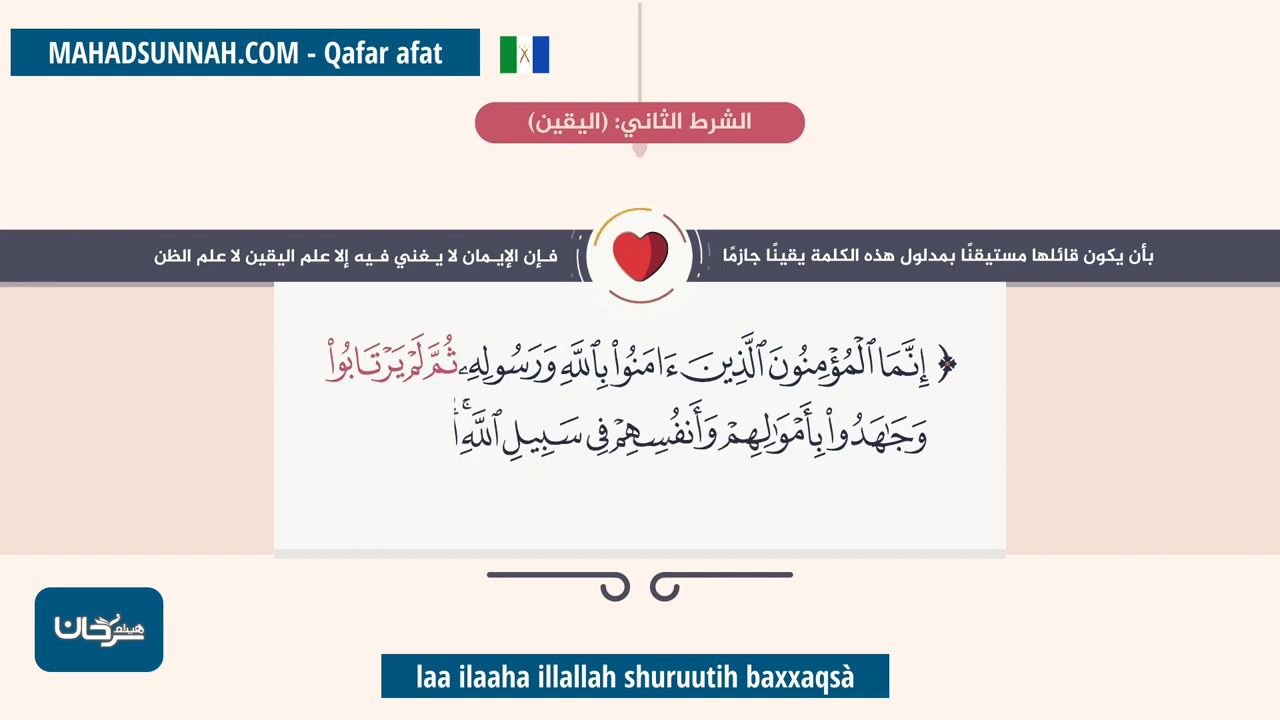 MAHADSUNNAH.COM - Qafar afat
الشرط الثاني: (اليقين)
بأن يكون قائلها مستيقنًا بمدلول هذه الكلمة يقينًا جازمًا
فإن الإيمان لا يغني فيه إلا علم اليقين لا علم الظن
﴿ إِنَّمَا ٱلْمُؤْمِنُونَ ٱلَّذِينَ ءَامَنُوا۟ بِٱللَّهِ وَرَسُولِهِۦ ثُمَّ لَمْ يَرْتَابُوا۟
وَجَٰهَدُوا۟ بِأَمْوَٰلِهِمْ وَأَنفُسِهِمْ فِى سَبِيلِ ٱللَّهِ ۚ
هيثم سرحان
laa ilaaha illallah shuruutih baxxaqsà